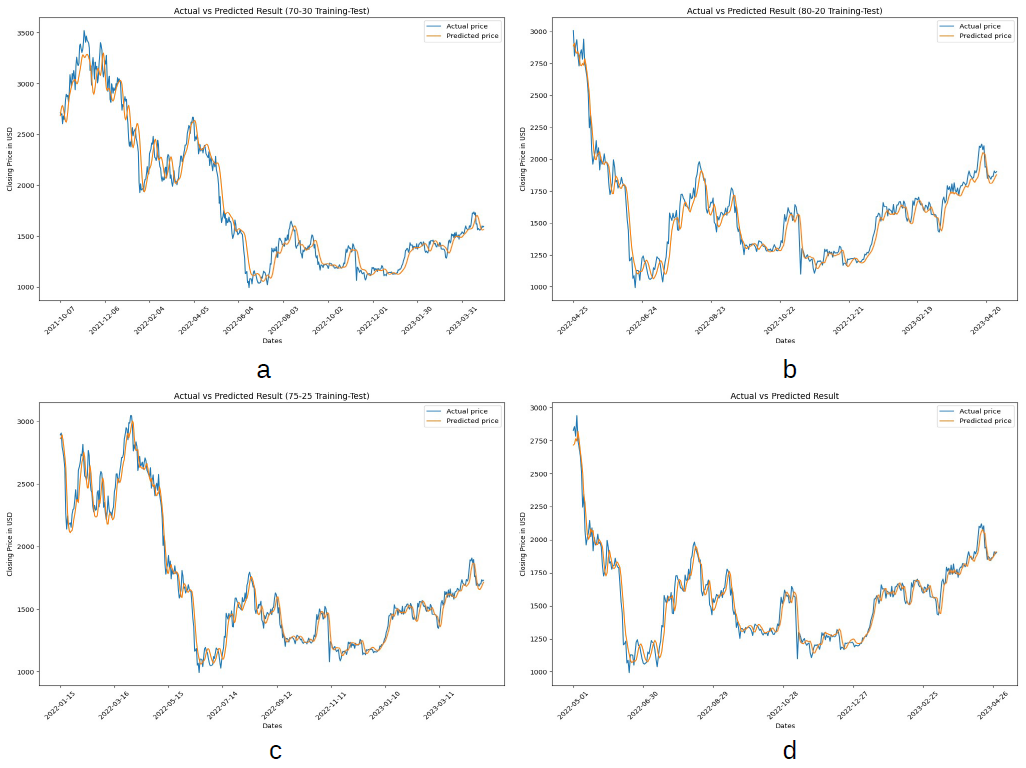 Actual vs Predicted Result (70-30 Training-Test)
Actual price
Predicted price
3500
3000
2500
2000
1500
1000
Closing Price in USD
2021-10-07
2021-12-06
2022-02-04
2022-04-05
2022-06-04
2022-08-03
2022-10-02
2022-12-01
2023-01-30
2023-03-31
Dates
a
Actual vs Predicted Result (80-20 Training-Test)
Actual price
Predicted price
3000
2750
2500
2250
2000
1750
1500
1250
1000
Closing Price in USD
2022-04-25
2022-06-24
2022-08-23
2022-10-22
2022-12-21
2023-02-19
2023-04-20
Dates
b
Actual vs Predicted Result (75-25 Training-Test)
Actual price
Predicted price
3000
2500
2000
1500
1000
Closing Price in USD
2022-01-15
2022-03-16
2022-05-15
2022-07-14
2022-09-12
2022-11-11
2023-01-10
2023-03-11
Dates
c
Actual vs Predicted Result
Actual price
Predicted price
3000
2750
2500
2250
2000
1750
1500
1250
1000
Closing Price in USD
2022-05-01
2022-06-30
2022-08-29
2022-10-28
2022-12-27
2023-02-25
2023-04-26
Dates
d